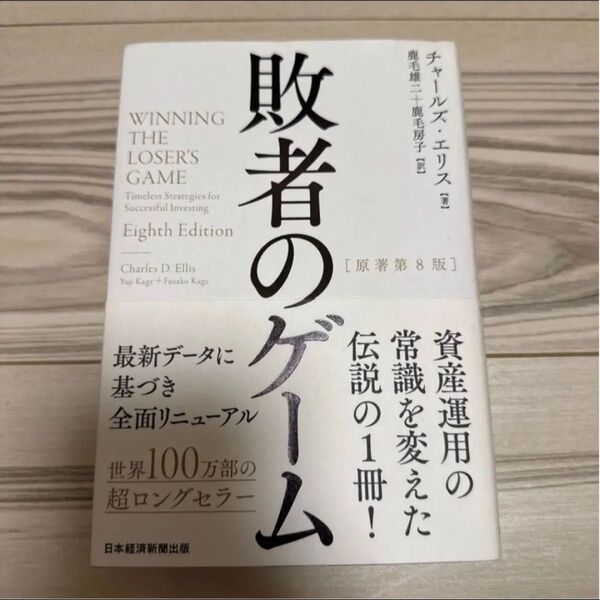 チャールズ・エリス［著］
鹿毛雄二＋鹿毛房子［訳］
敗者のゲーム
［原著第8版］
WINNING
THE
LOSER'S
GAME
Timeless Strategies for
Successful Investing
Eighth Edition
Charles D. Ellis
Yuji Kage＋Fusako Kage
資産運用の
常識を変えた
伝説の1冊！
最新データに
基づき
全面リニューアル
世界100万部の
超ロングセラー
日本経済新聞出版